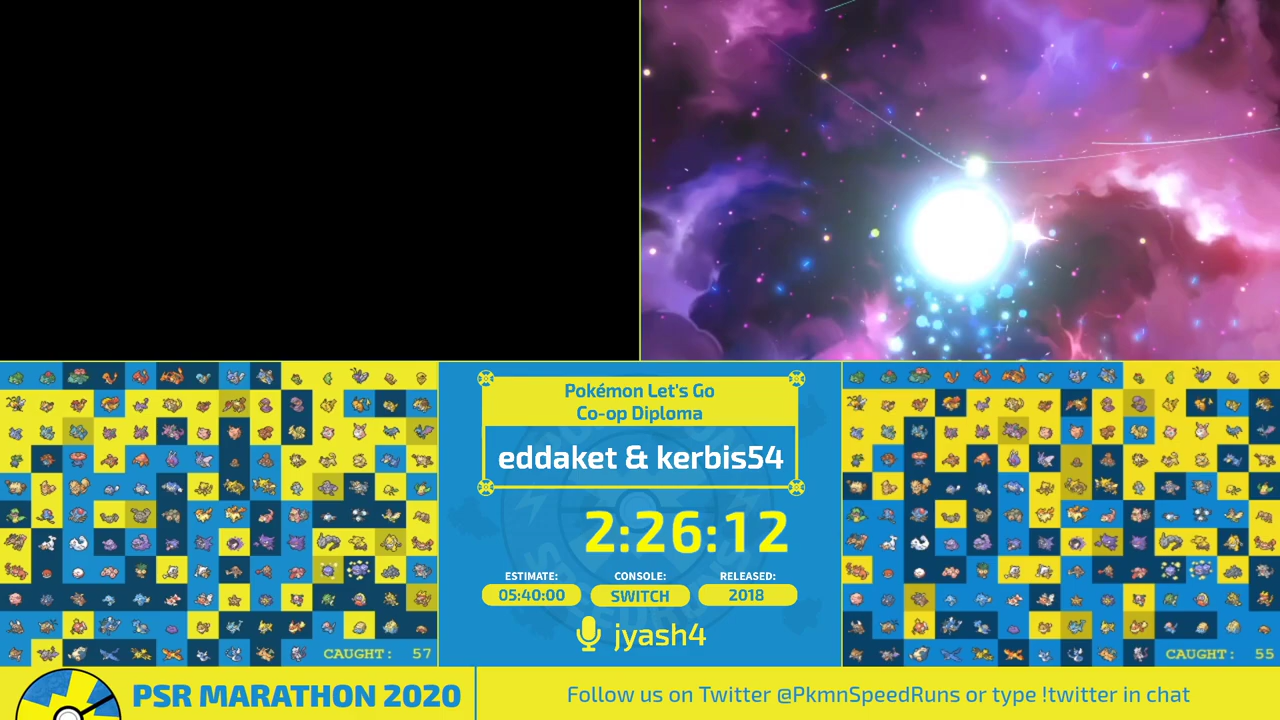 Pokémon Let's Go
Co-op Diploma
eddaket & kerbis54
2:26:12
ESTIMATE:
05:40:00
CONSOLE:
SWITCH
RELEASED:
2018
jyash4
CAUGHT: 57
CAUGHT: 55
PSR MARATHON 2020
Follow us on Twitter @PkmnSpeedRuns or type !twitter in chat